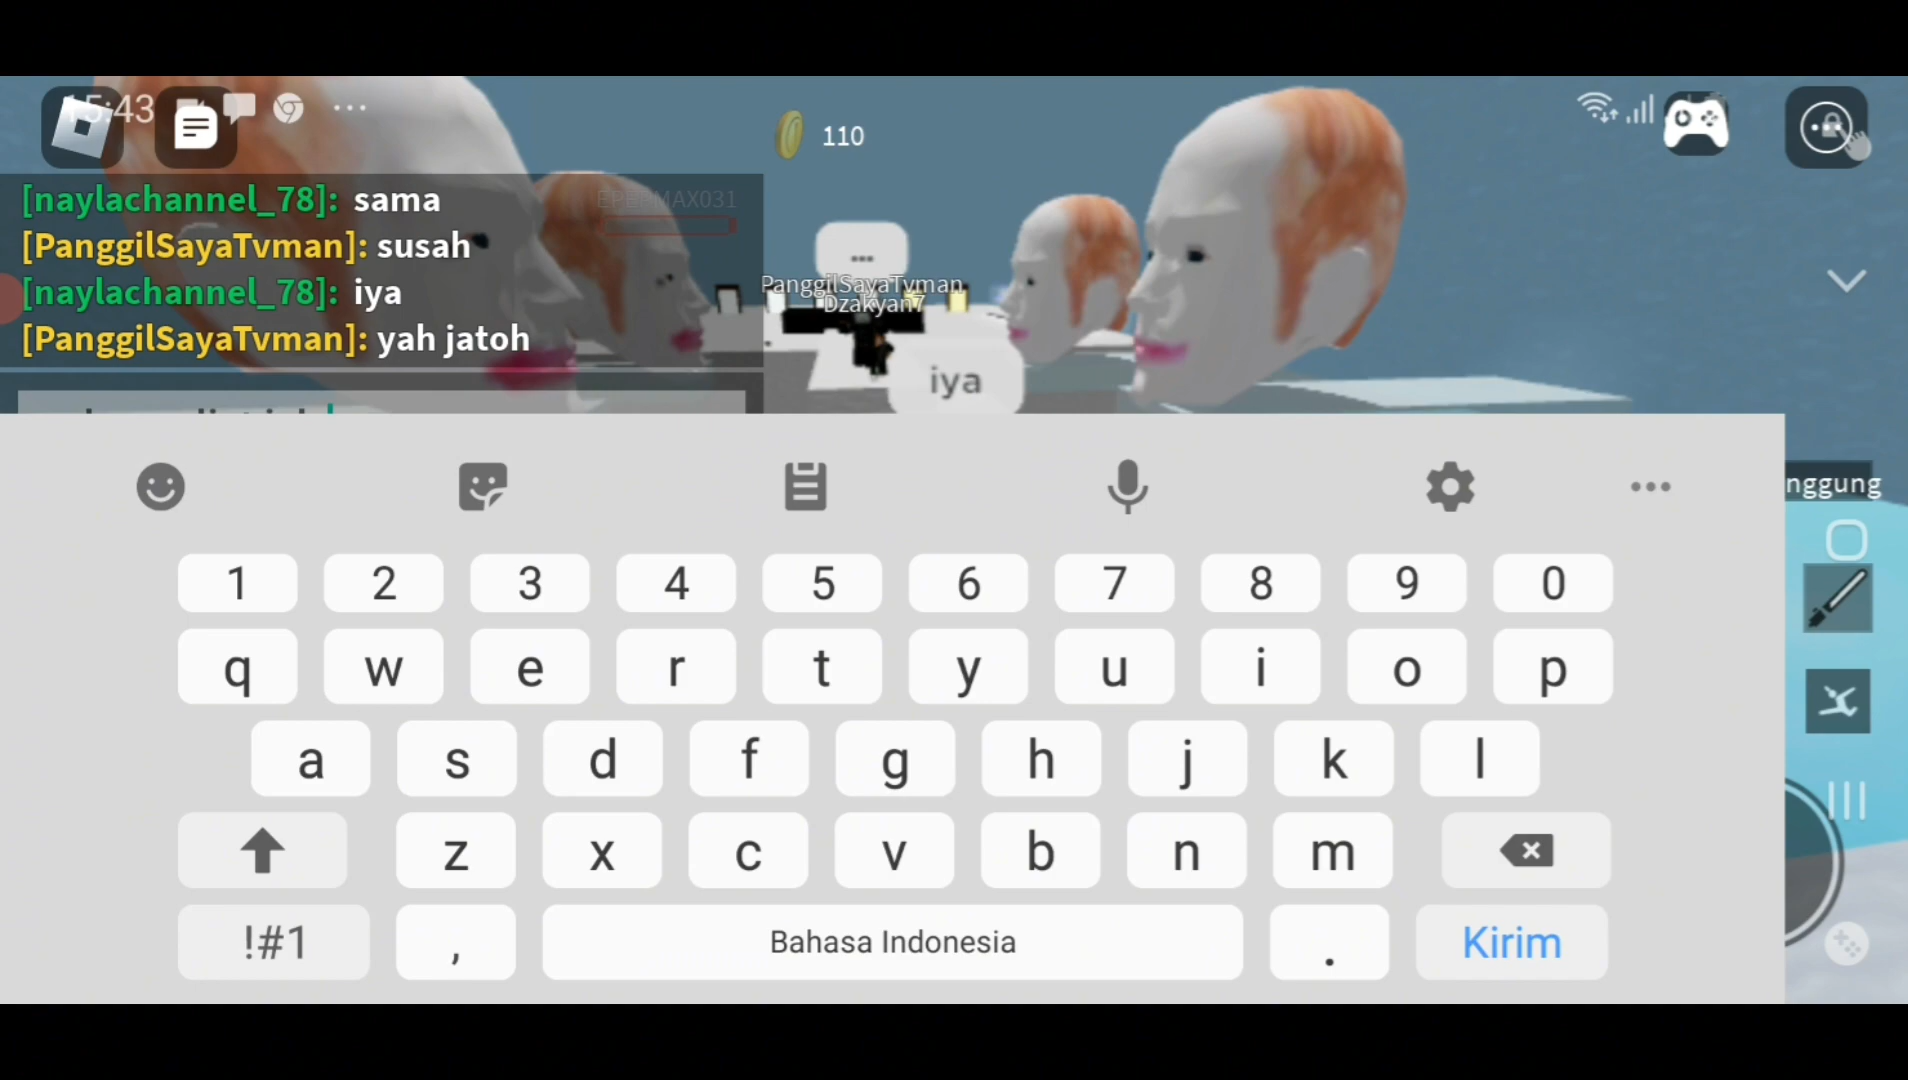 15:43
110
[naylachannel_78]: sama
[PanggilSayaTvman]: susah
[naylachannel_78]: iya
[PanggilSayaTvman]: yah jatoh
...
PanggilSayaTvman
Dzakyan7
iya
nggung
1 2 3 4 5 6 7 8 9 0
q w e r t y u i o p
a s d f g h j k l
z x c v b n m
!#1 , Bahasa Indonesia . Kirim